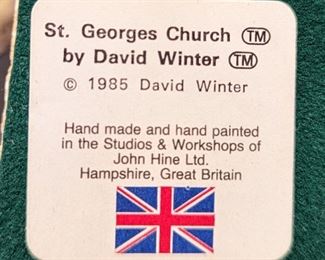 St. Georges Church TM
by David Winter TM
© 1985 David Winter
Hand made and hand painted
in the Studios & Workshops of
John Hine Ltd.
Hampshire, Great Britain